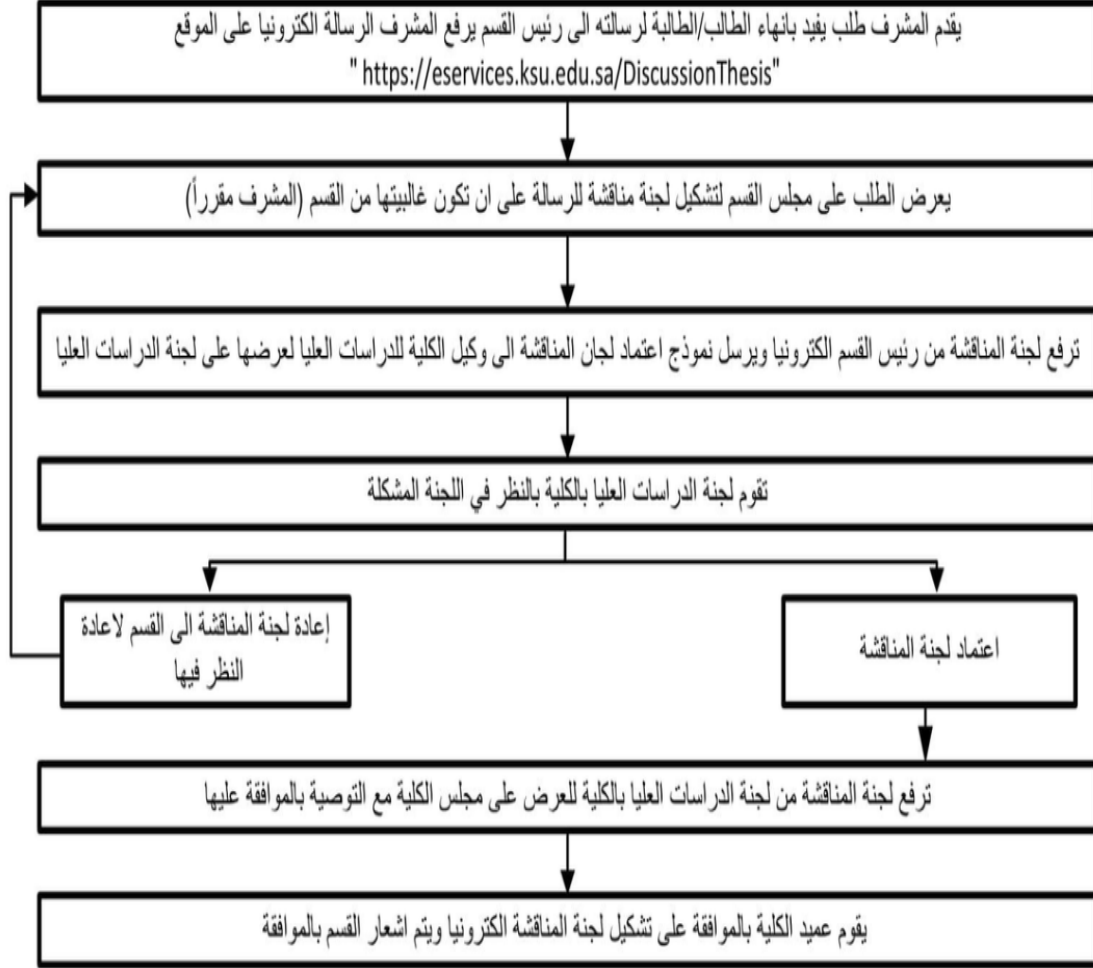 يقدم المشرف طلب يفيد بانهاء الطالب/الطالبة لرسالته الى رئيس القسم يرفع المشرف الرسالة الكترونيا على الموقع
"https://eservices.ksu.edu.sa/DiscussionThesis "
يعرض الطلب على مجلس القسم لتشكيل لجنة مناقشة للرسالة على ان تكون غالبيتها من القسم (المشرف مقرراً)
ترفع لجنة المناقشة من رئيس القسم الكترونيا ويرسل نموذج اعتماد لجان المناقشة الى وكيل الكلية للدراسات العليا لعرضها على لجنة الدراسات العليا
تقوم لجنة الدراسات العليا بالكلية بالنظر في اللجنة المشكلة
اعتماد لجنة المناقشة
إعادة لجنة المناقشة الى القسم لاعادة
النظر فيها
ترفع لجنة المناقشة من لجنة الدراسات العليا بالكلية للعرض على مجلس الكلية مع التوصية بالموافقة عليها
يقوم عميد الكلية بالموافقة على تشكيل لجنة المناقشة الكترونيا ويتم اشعار القسم بالموافقة